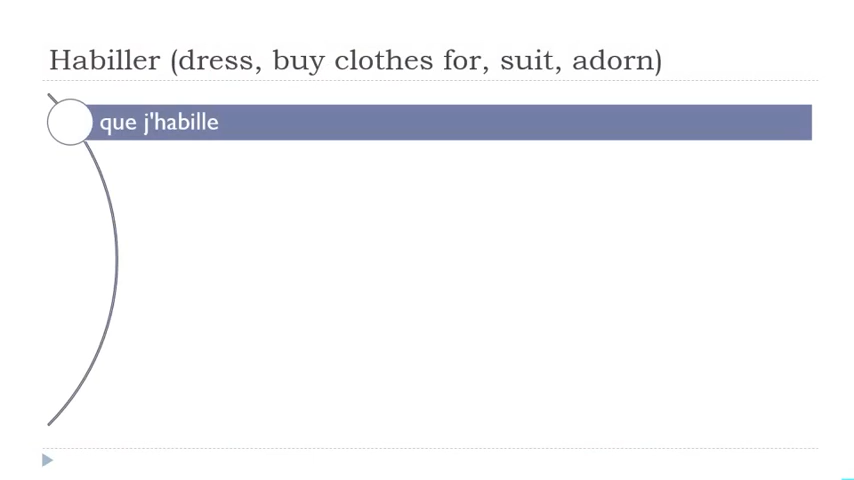 Habiller (dress, buy clothes for, suit, adorn)
que j'habille